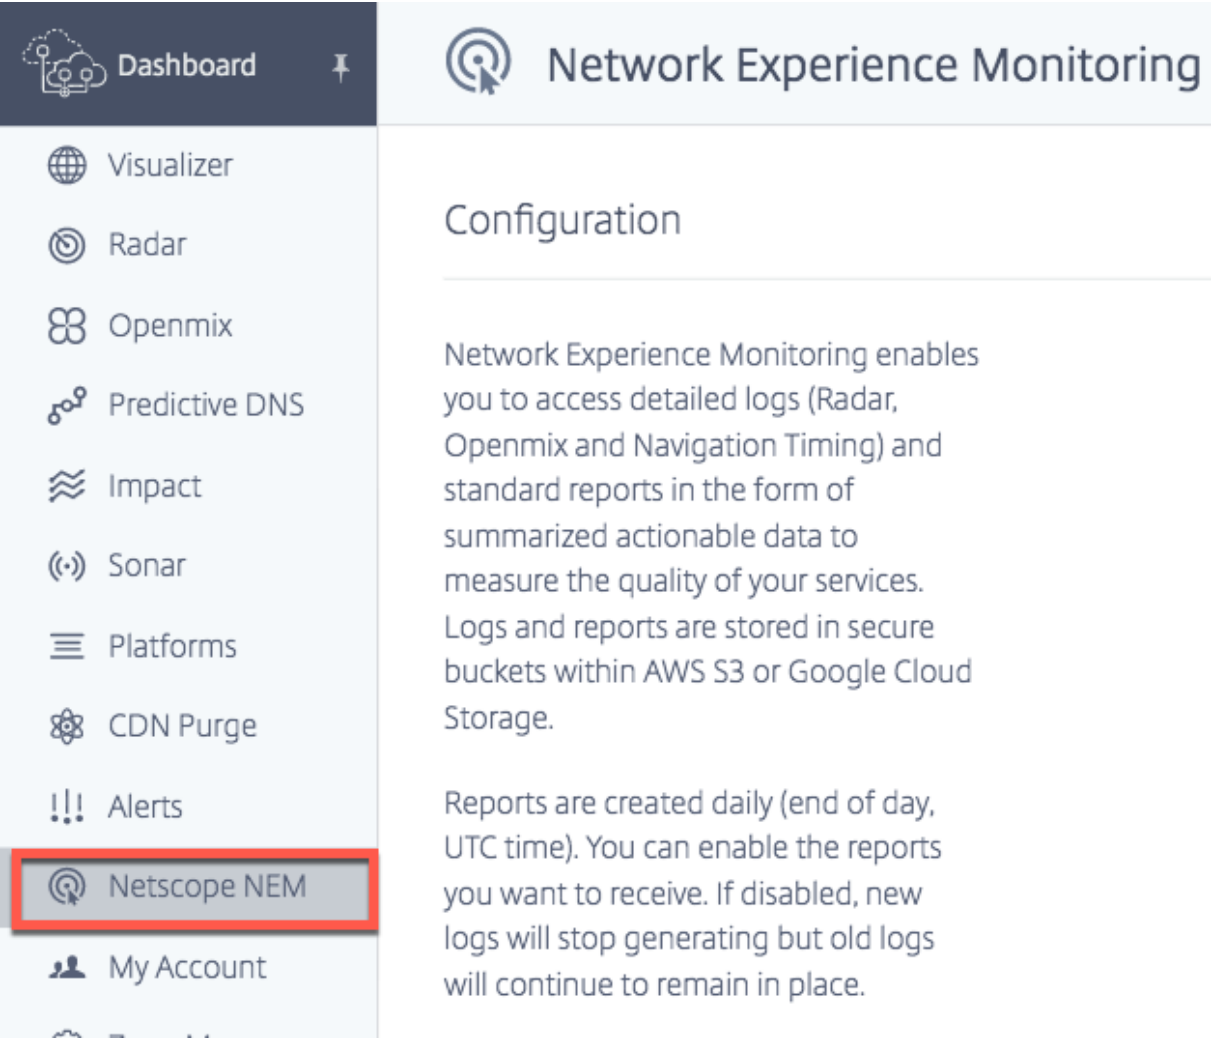 Dashboard
Network Experience Monitoring
Visualizer
Radar
Openmix
Predictive DNS
Impact
Sonar
Platforms
CDN Purge
Alerts
Netscope NEM
My Account
Configuration
Network Experience Monitoring enables
you to access detailed logs (Radar,
Openmix and Navigation Timing) and
standard reports in the form of
summarized actionable data to
measure the quality of your services.
Logs and reports are stored in secure
buckets within AWS S3 or Google Cloud
Storage.
Reports are created daily (end of day,
UTC time). You can enable the reports
you want to receive. If disabled, new
logs will stop generating but old logs
will continue to remain in place.